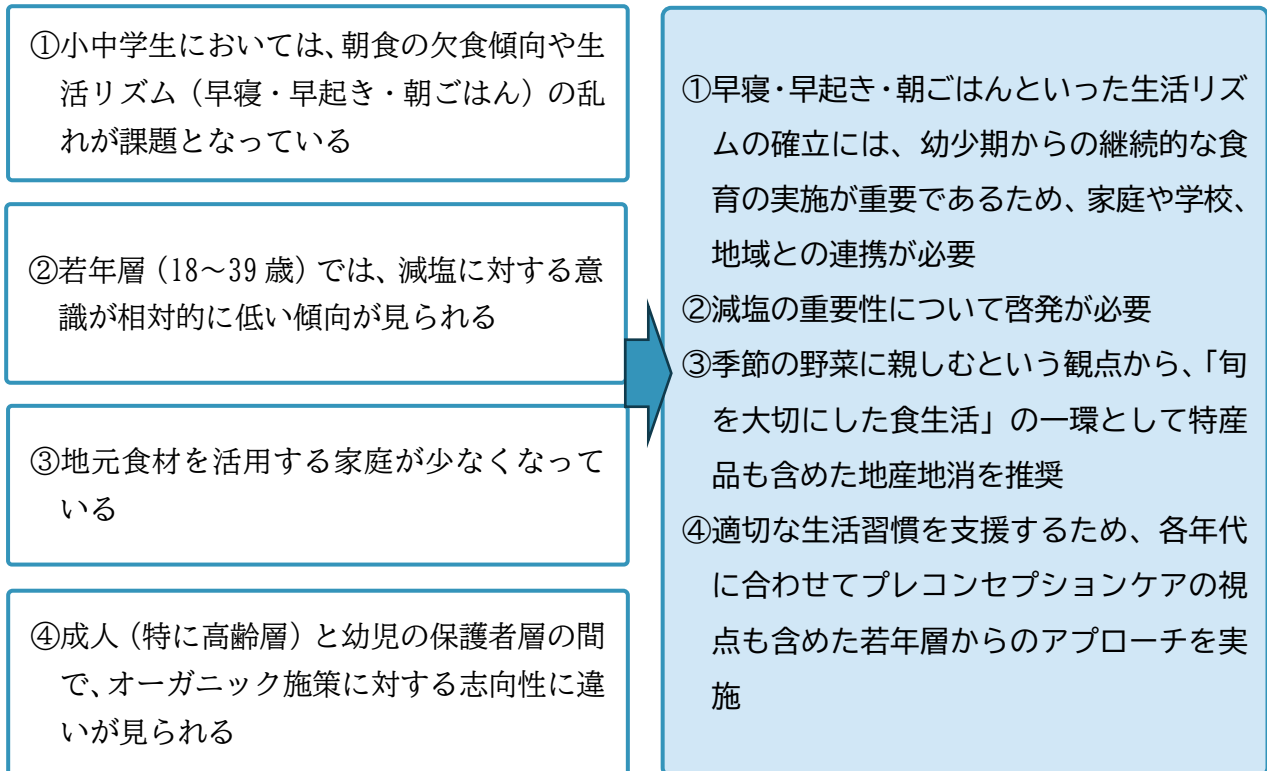 ①小中学生においては、朝食の欠食傾向や生
活リズム（早寝・早起き・朝ごはん）の乱
れが課題となっている
②若年層（18～39 歳）では、減塩に対する意
識が相対的に低い傾向が見られる
③地元食材を活用する家庭が少なくなって
いる
④成人（特に高齢層）と幼児の保護者層の間
で、オーガニック施策に対する志向性に違
いが見られる
①早寝・早起き・朝ごはんといった生活リズ
ムの確立には、幼少期からの継続的な食
育の実施が重要であるため、家庭や学校、
地域との連携が必要
②減塩の重要性について啓発が必要
③季節の野菜に親しむという観点から、「旬
を大切にした食生活」の一環として特産
品も含めた地産地消を推奨
④適切な生活習慣を支援するため、各年代
に合わせてプレコンセプションケアの視
点も含めた若年層からのアプローチを実
施